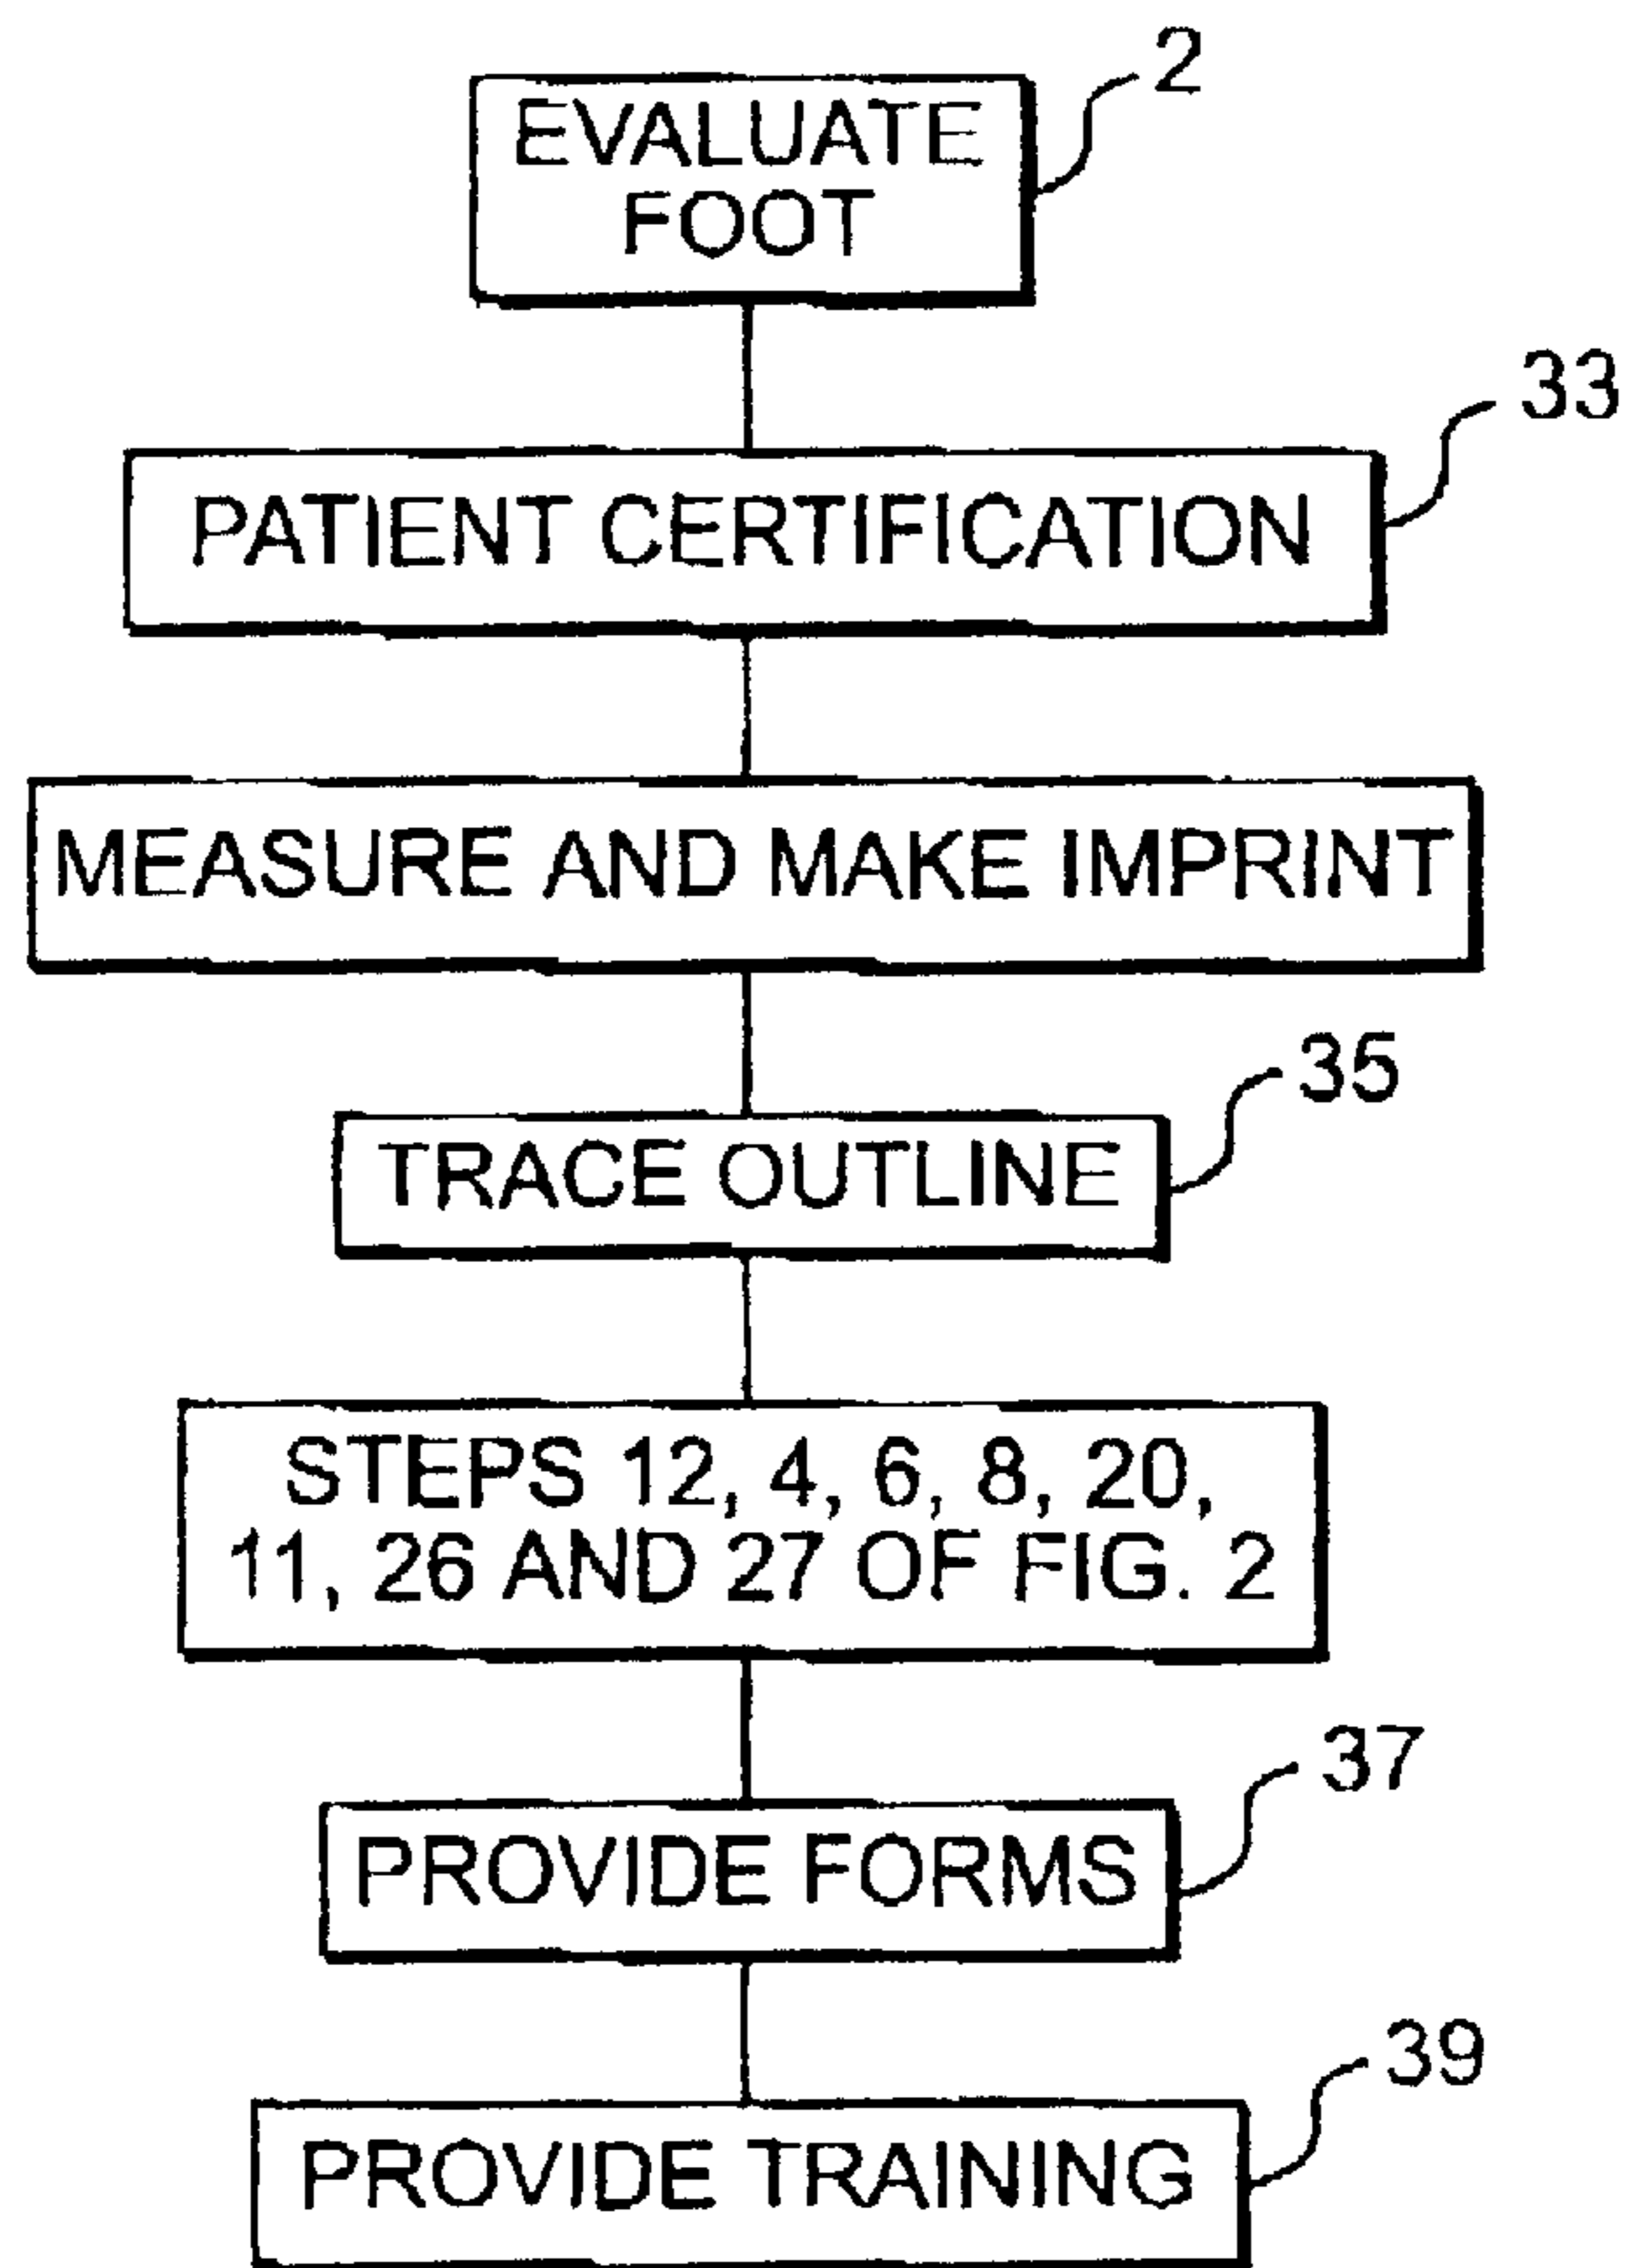 2
EVALUATE
FOOT
33
PATIENT CERTIFICATION
MEASURE AND MAKE IMPRINT
35
TRACE OUTLINE
STEPS 12, 4, 6, 8, 20,
11, 26 AND 27 OF FIG. 2
37
PROVIDE FORMS
39
PROVIDE TRAINING